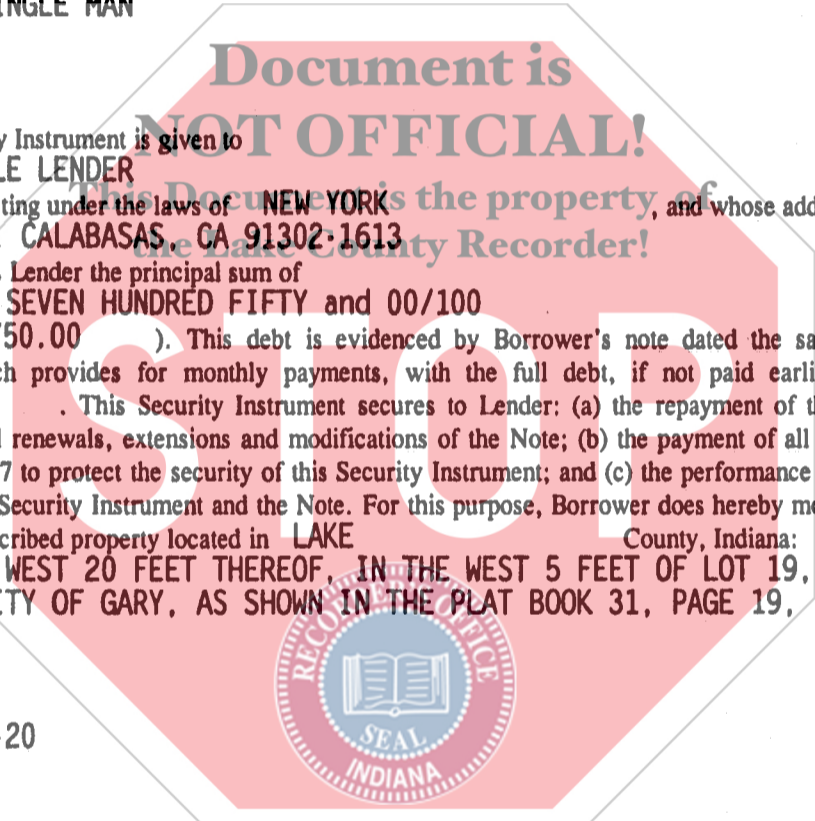 INGLE MAN
Document is
NOT OFFICIAL!
This Document is the property of
the Lake County Recorder!
y Instrument is given to
LE LENDER
ting under the laws of NEW YORK , and whose add
CALABASAS, CA 91302-1613
Lender the principal sum of
SEVEN HUNDRED FIFTY and 00/100
750.00 ). This debt is evidenced by Borrower's note dated the sa
ch provides for monthly payments, with the full debt, if not paid earli
. This Security Instrument secures to Lender: (a) the repayment of th
l renewals, extensions and modifications of the Note; (b) the payment of all
7 to protect the security of this Security Instrument; and (c) the performance
Security Instrument and the Note. For this purpose, Borrower does hereby mo
cribed property located in LAKE County, Indiana:
WEST 20 FEET THEREOF, IN THE WEST 5 FEET OF LOT 19,
ITY OF GARY, AS SHOWN IN THE PLAT BOOK 31, PAGE 19,
-20
STOP
RECORDER'S OFFICE
SEAL
INDIANA